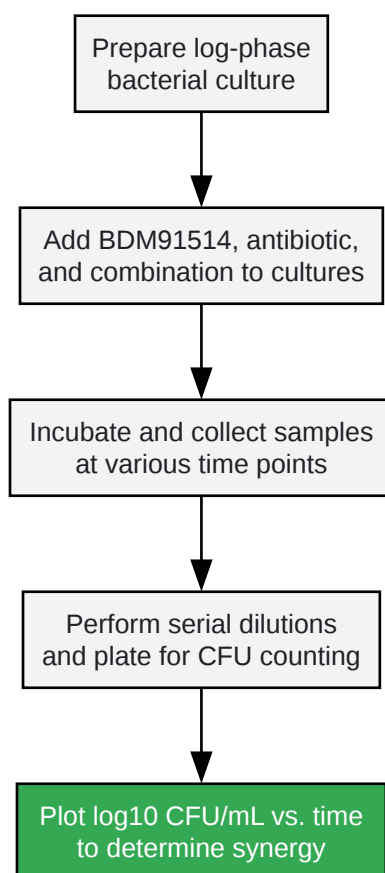 Prepare log-phase
bacterial culture
Add BDM91514, antibiotic,
and combination to cultures
Incubate and collect samples
at various time points
Perform serial dilutions
and plate for CFU counting
Plot log10 CFU/mL vs. time
to determine synergy